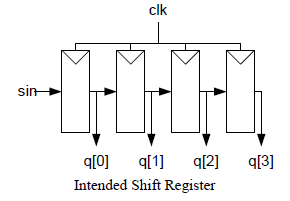 clk
sin
q[0] q[1] q[2] q[3]
Intended Shift Register